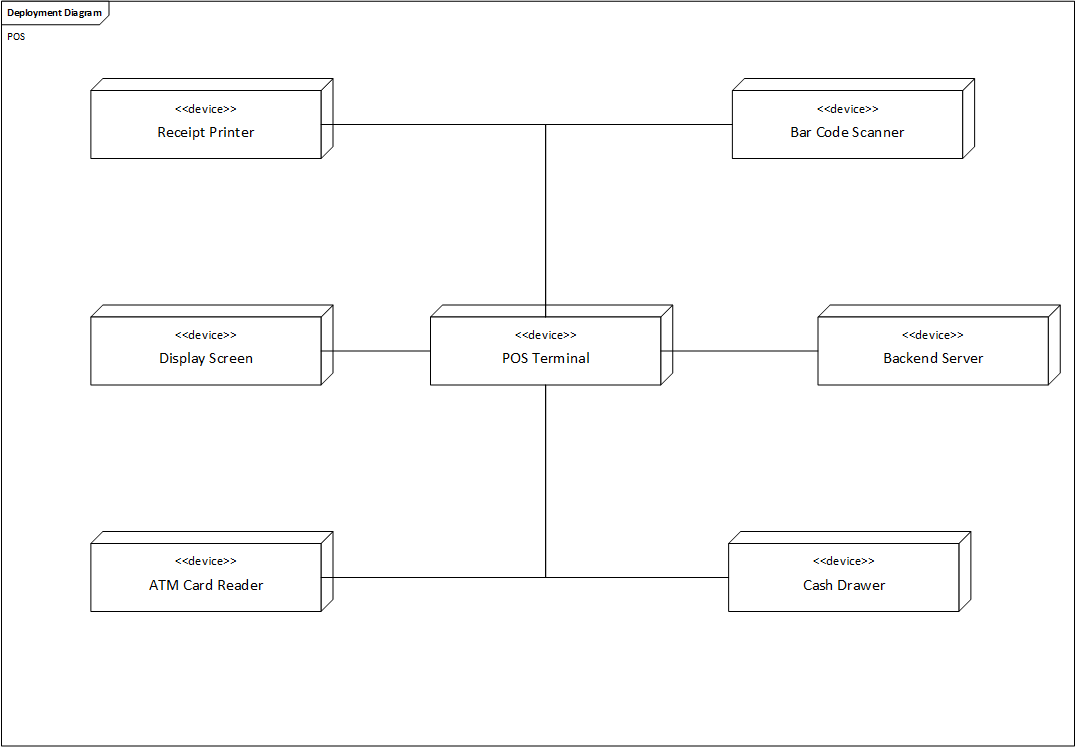 Deployment Diagram
POS
<<device>>
Receipt Printer
<<device>>
Bar Code Scanner
<<device>>
Display Screen
<<device>>
POS Terminal
<<device>>
Backend Server
<<device>>
ATM Card Reader
<<device>>
Cash Drawer